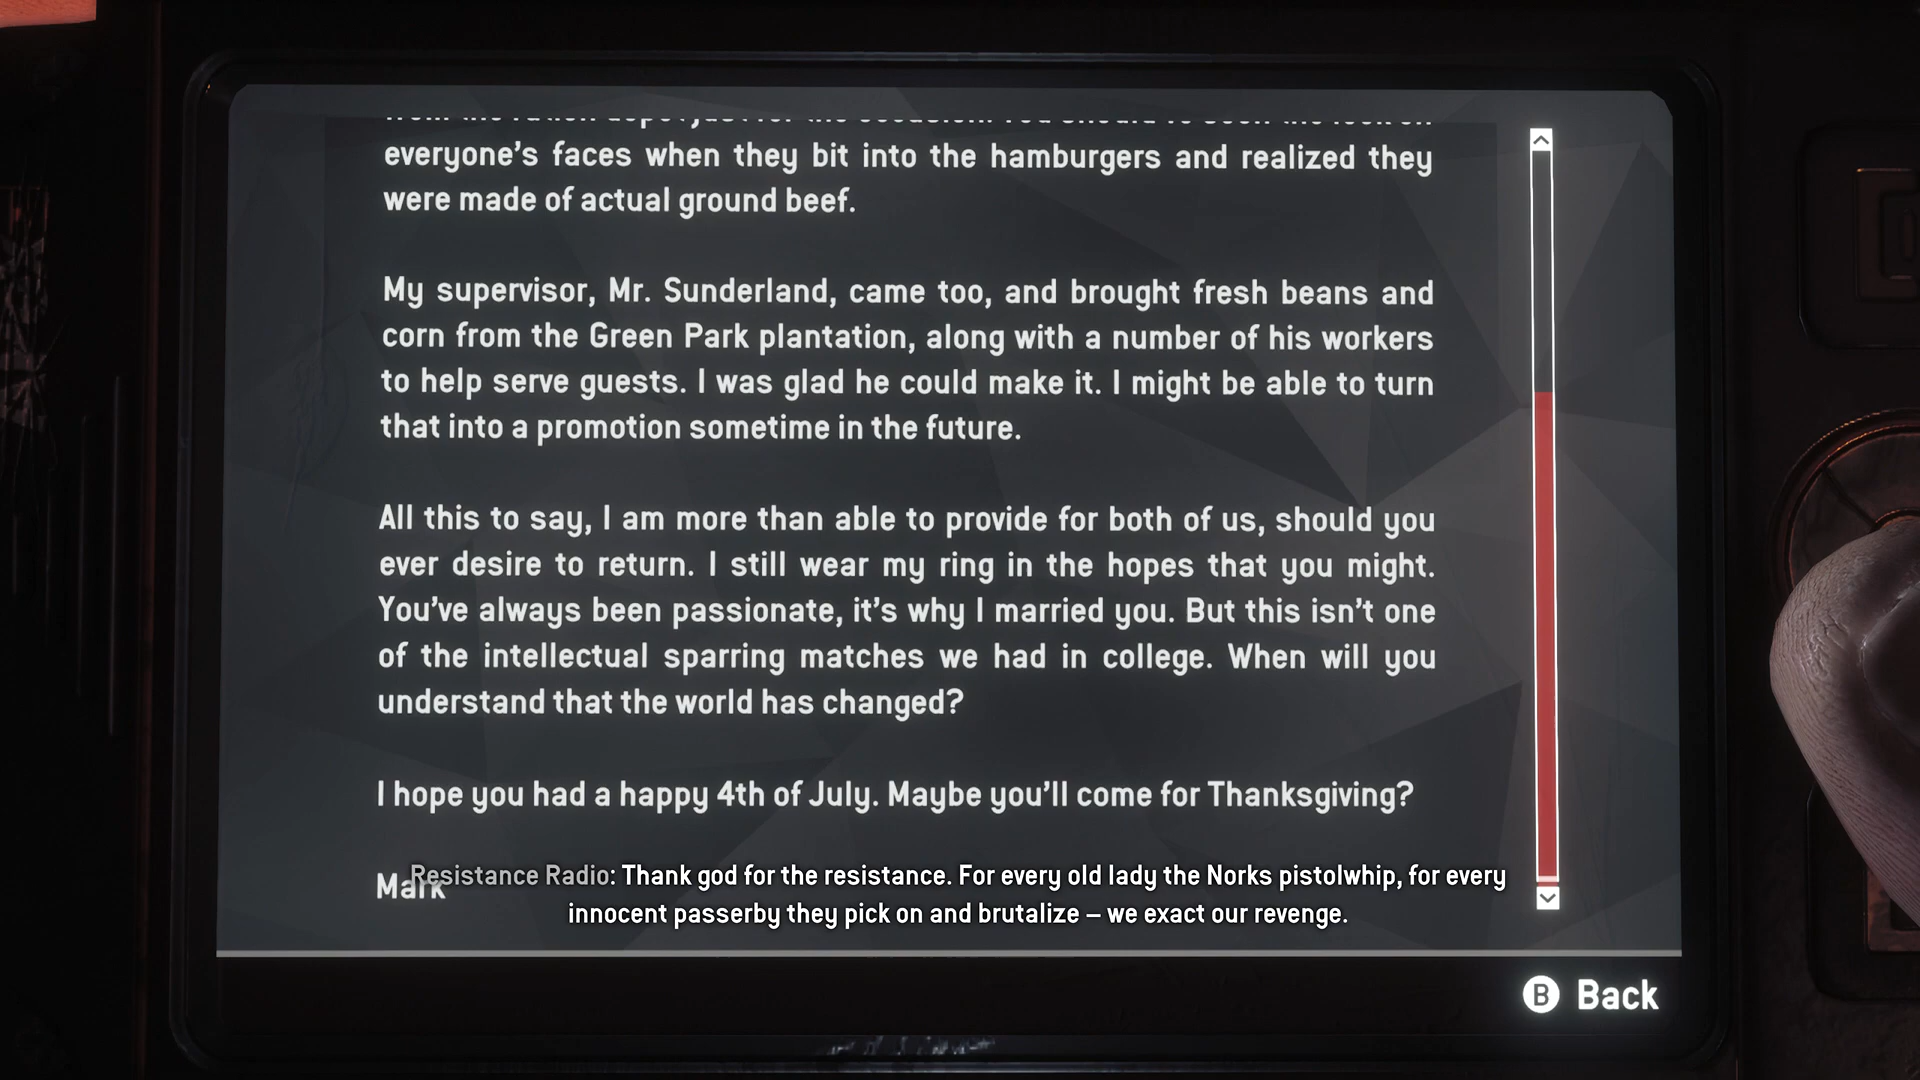 everyone's faces when they bit into the hamburgers and realized they
were made of actual ground beef.
My supervisor, Mr. Sunderland, came too, and brought fresh beans and
corn from the Green Park plantation, along with a number of his workers
to help serve guests. I was glad he could make it. I might be able to turn
that into a promotion sometime in the future.
All this to say, I am more than able to provide for both of us, should you
ever desire to return. I still wear my ring in the hopes that you might.
You've always been passionate, it's why I married you. But this isn't one
of the intellectual sparring matches we had in college. When will you
understand that the world has changed?
I hope you had a happy 4th of July. Maybe you'll come for Thanksgiving?
Mark
Resistance Radio: Thank god for the resistance. For every old lady the Norks pistolwhip, for every
innocent passerby they pick on and brutalize – we exact our revenge.
B Back